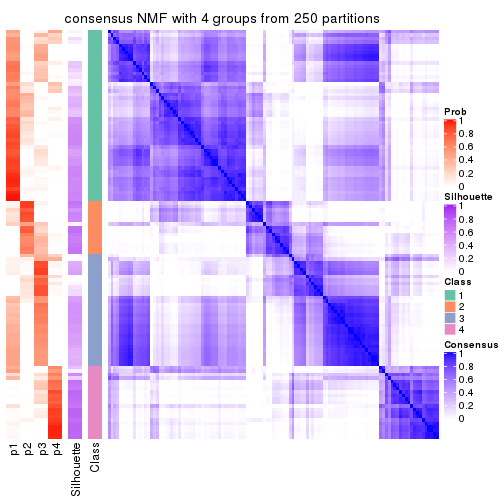 consensus NMF with 4 groups from 250 partitions
Prob
1
0.8
0.6
0.4
0.2
0
Silhouette
1
0.8
0.6
0.4
0.2
0
Class
1
2
3
4
Consensus
1
0.8
0.6
0.4
0.2
0
p1
p2
p3
p4
Silhouette
Class